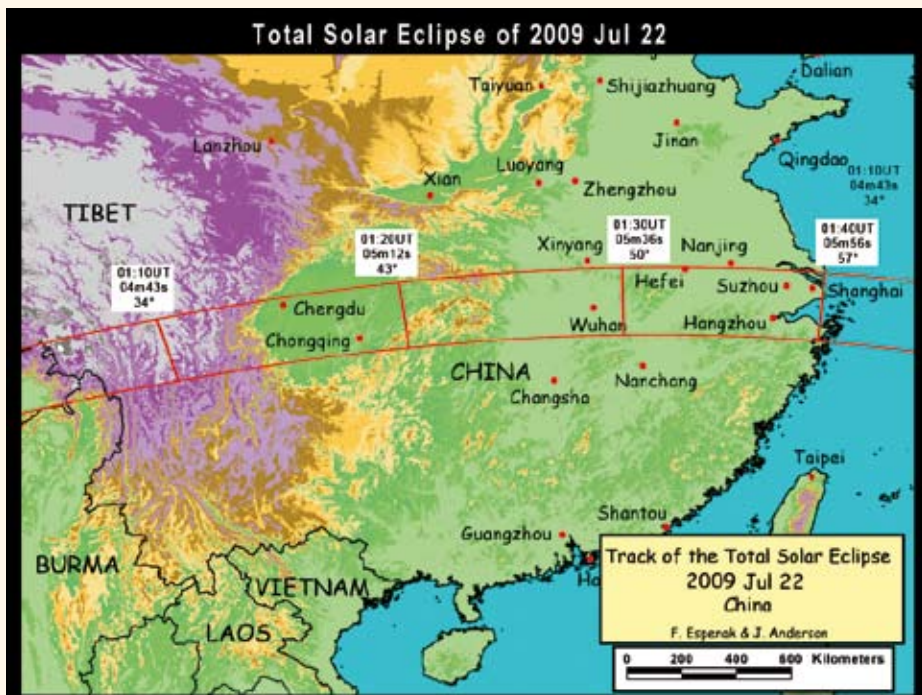 Total Solar Eclipse of 2009 Jul 22
Dalian
Taiyuan
Shijiazhuang
Jinan
Lanzhou
Qingdao
Luoyang
Xian
Zhengzhou
01:10UT
04m43s
34°
TIBET
01:20UT
05m12s
43°
Xinyang
01:30UT
05m36s
50°
Nanjing
01:40UT
05m56s
57°
01:10UT
04m43s
34°
Hefei
Suzhou
Shanghai
Chengdu
Wuhan
Hangzhou
Chongqing
CHINA
Nanchang
Changsha
Taipei
Shantou
Guangzhou
Ho
BURMA
VIETNAM
LAOS
Track of the Total Solar Eclipse
2009 Jul 22
China
F. Espenak & J. Anderson
0 200 400 600 Kilometers